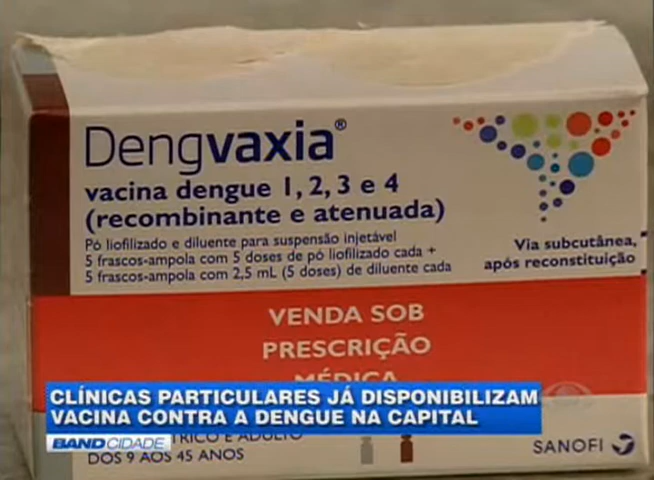 Dengvaxia®
vacina dengue 1, 2, 3 e 4
(recombinante e atenuada)
Pó liofilizado e diluente para suspensão injetável
5 frascos-ampola com 5 doses de pó liofilizado cada +
5 frascos-ampola com 2,5 mL (5 doses) de diluente cada
Via subcutânea,
após reconstituição
VENDA SOB
PRESCRIÇÃO
MÉDICA
CLÍNICAS PARTICULARES JÁ DISPONIBILIZAM
VACINA CONTRA A DENGUE NA CAPITAL
BAND CIDADE
E ADULTO
DOS 9 AOS 45 ANOS
SANOFI